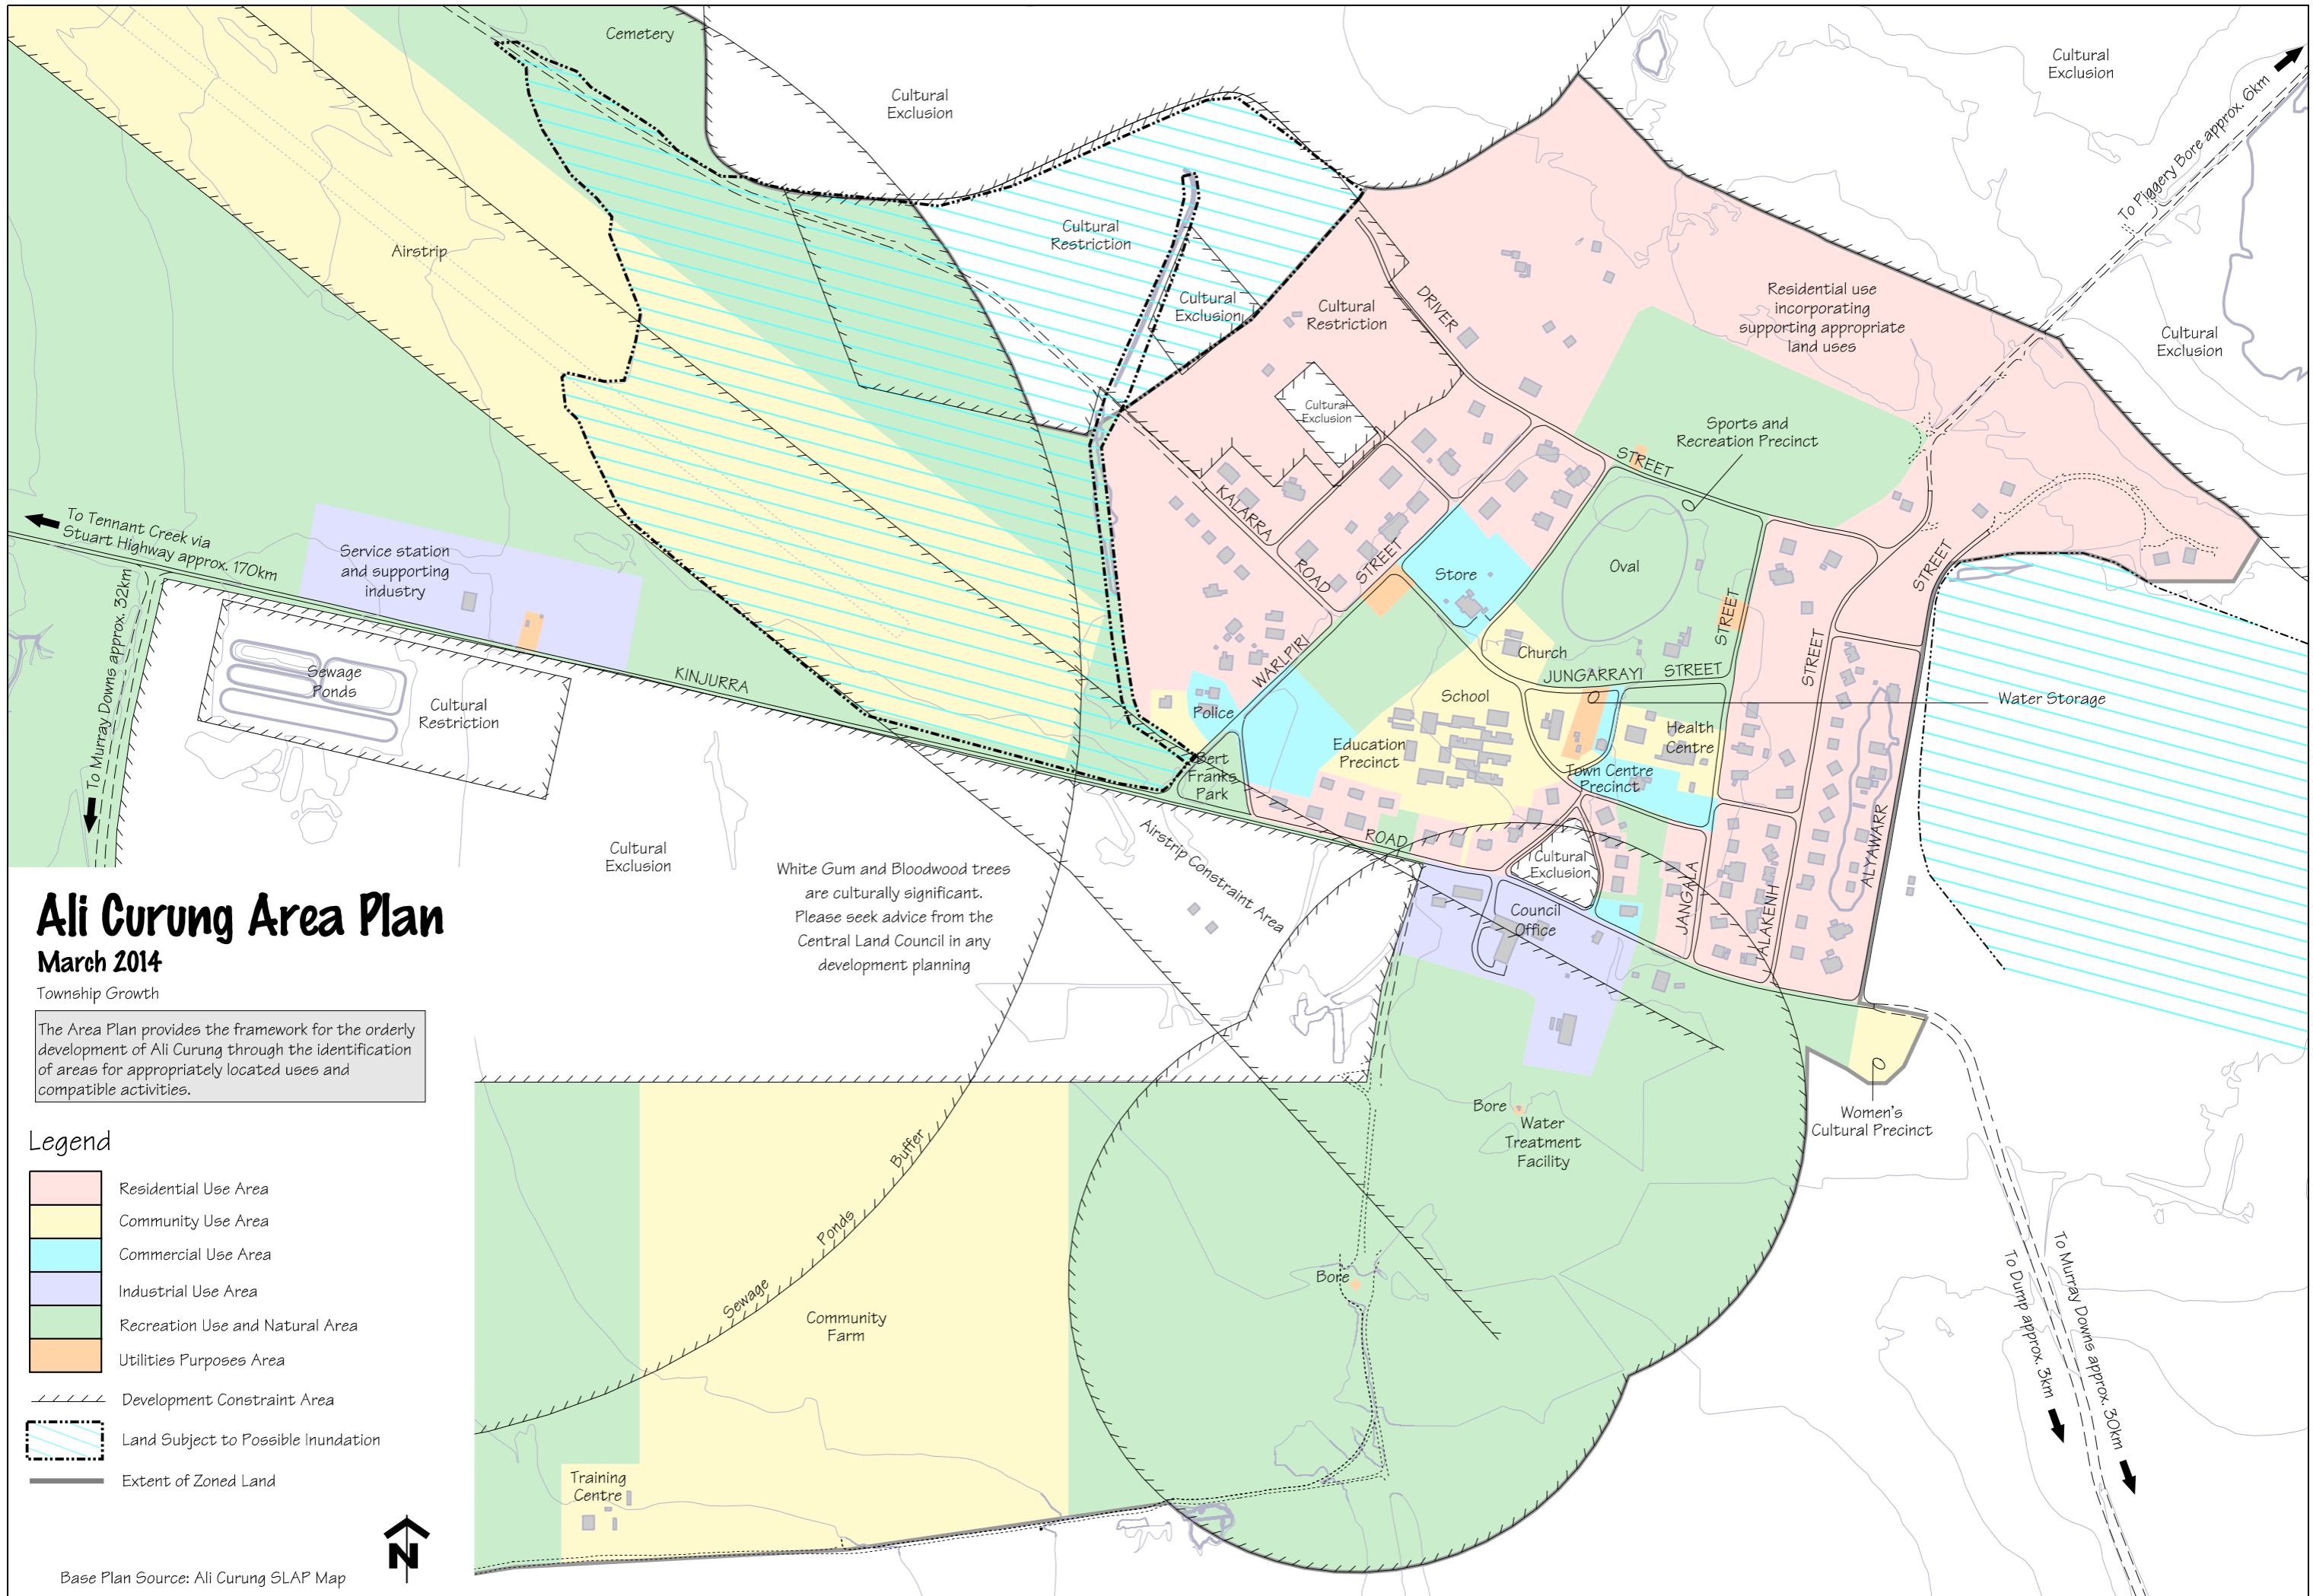 Cemetery
Cultural
Exclusion
Cultural
Exclusion
To Piggery Bore approx. 6km
Cultural
Restriction
Airstrip
Cultural
Exclusion
Cultural
Restriction
DRIVER
Residential use
incorporating
supporting appropriate
land uses
Cultural
Exclusion
Cultural
Exclusion
Sports and
Recreation Precinct
STREET
KALARRA
ROAD
STREET
To Tennant Creek via
Stuart Highway approx. 170km
Service station
and supporting
industry
Store
Oval
STREET
STREET
To Murray Downs approx. 32km
Sewage
Ponds
Cultural
Restriction
KINJURRA
WARLPIRI
Church
JUNGARRAYI
STREET
STREET
School
Water Storage
Police
Health
Centre
Education
Precinct
Bert
Franks
Park
Town Centre
Precinct
ROAD
Airstrip Constraint Area
Cultural
Exclusion
Cultural
Exclusion
ALYAWARR
JANGALA
ALAKENH
Council
Office
White Gum and Bloodwood trees
are culturally significant.
Please seek advice from the
Central Land Council in any
development planning
Ali Curung Area Plan
March 2014
Township Growth
The Area Plan provides the framework for the orderly
development of Ali Curung through the identification
of areas for appropriately located uses and
compatible activities.
Bore
Water
Treatment
Facility
Women's
Cultural Precinct
Sewage
Ponds
Buffer
Bore
Community
Farm
To Murray Downs approx. 30km
To Dump approx. 3km
Training
Centre
Legend
Residential Use Area
Community Use Area
Commercial Use Area
Industrial Use Area
Recreation Use and Natural Area
Utilities Purposes Area
Development Constraint Area
Land Subject to Possible Inundation
Extent of Zoned Land
N
Base Plan Source: Ali Curung SLAP Map